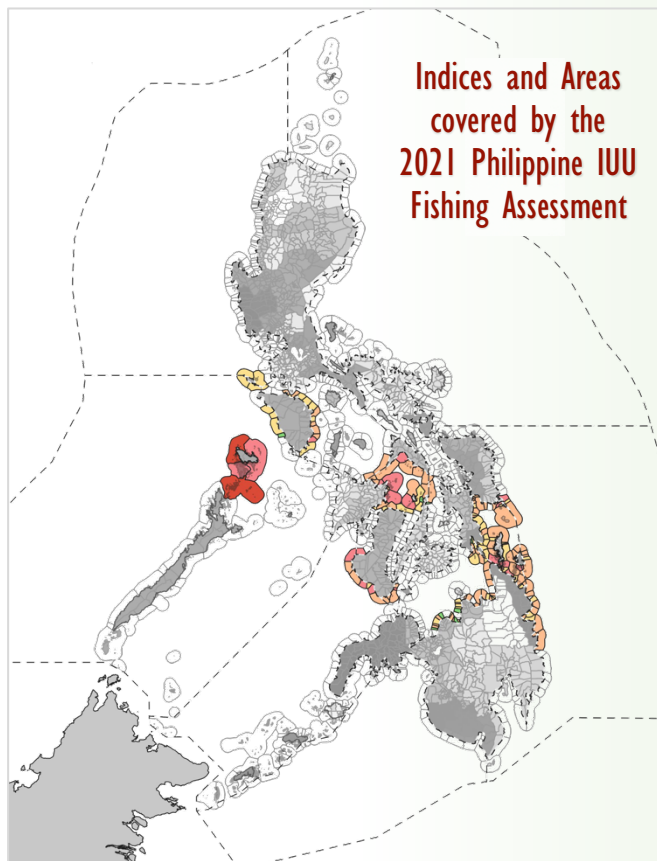 Indices and Areas
covered by the
2021 Philippine IUU
Fishing Assessment